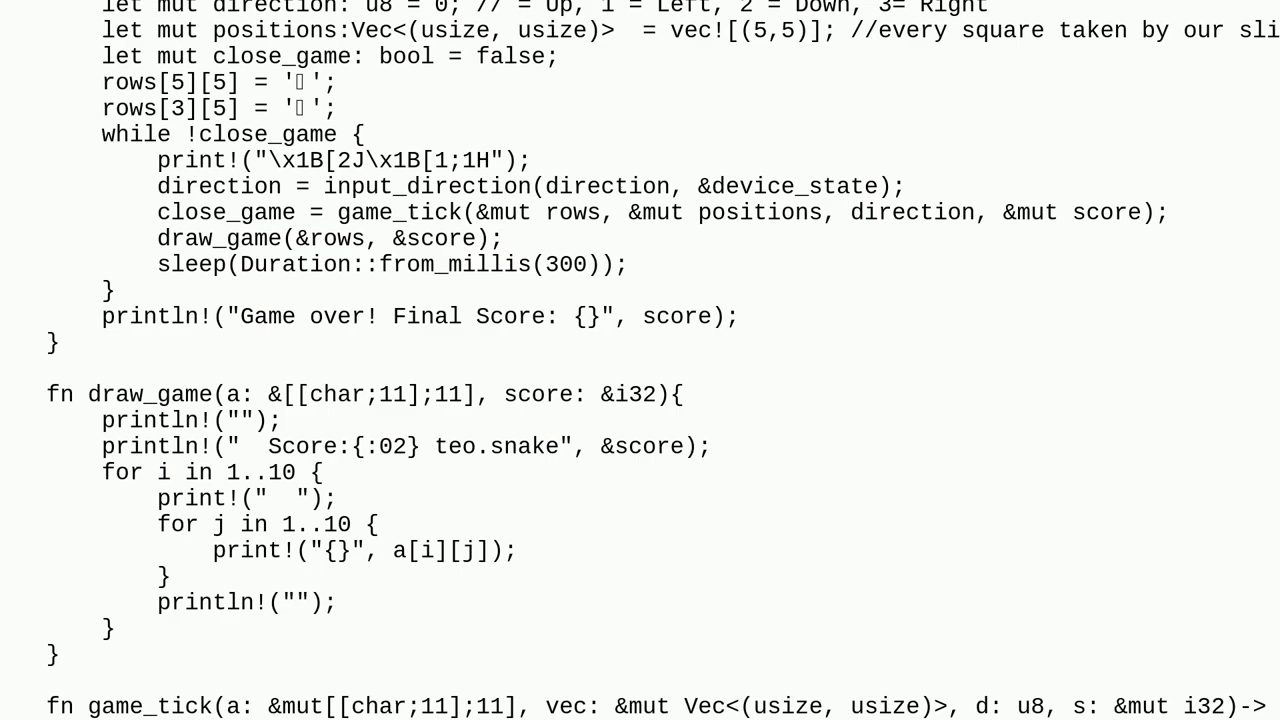 let mut direction: u8 = 0; // = Up, 1 = Left, 2 = Down, 3= Right
let mut positions:Vec<(usize, usize)>  = vec![(5,5)]; //every square taken by our sli
let mut close_game: bool = false;
rows[5][5] = '▯';
rows[3][5] = '▯';
while !close_game {
print!("\x1B[2J\x1B[1;1H");
direction = input_direction(direction, &device_state);
close_game = game_tick(&mut rows, &mut positions, direction, &mut score);
draw_game(&rows, &score);
sleep(Duration::from_millis(300));
}
println!("Game over! Final Score: {}", score);
}
fn draw_game(a: &[[char;11];11], score: &i32){
println!("");
println!("  Score:{:02} teo.snake", &score);
for i in 1..10 {
print!("  ");
for j in 1..10 {
print!("{}", a[i][j]);
}
println!("");
}
}
fn game_tick(a: &mut[[char;11];11], vec: &mut Vec<(usize, usize)>, d: u8, s: &mut i32)->